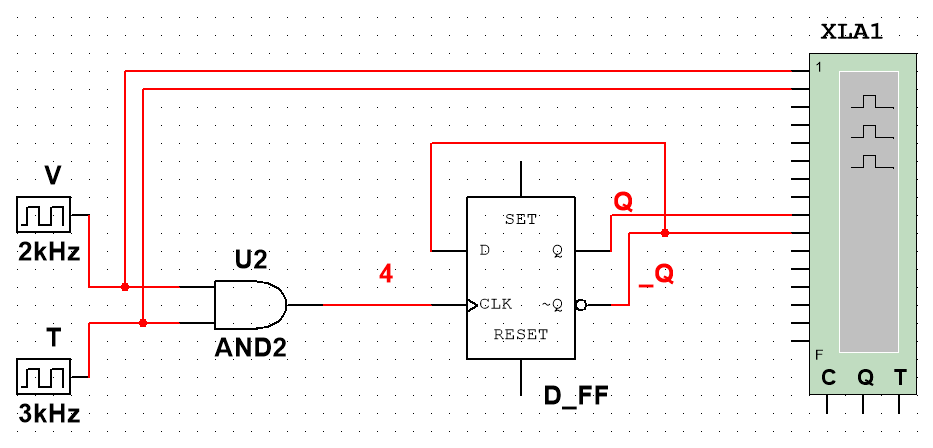 XLA1
1
V
2kHz
T
3kHz
U2
AND2
4
SET
D Q
CLK ~Q
RESET
D_FF
Q
_Q
F
C Q T